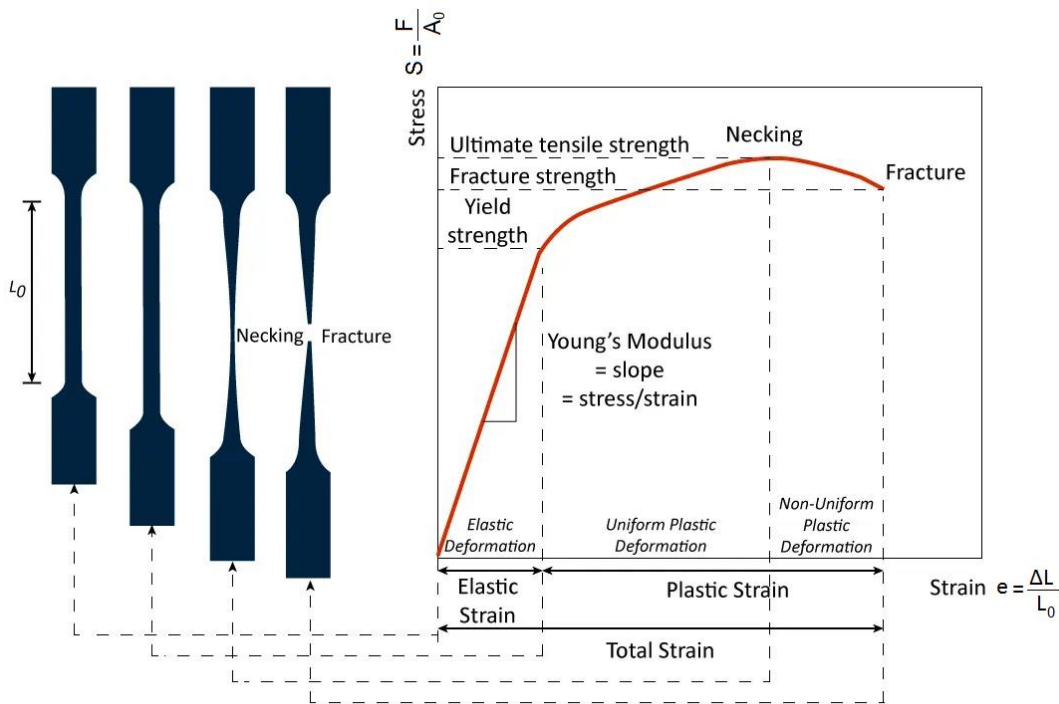 Stress S = F
A₀
Ultimate tensile strength
Necking
Fracture strength
Fracture
Yield
strength
L₀
Necking
Fracture
Young's Modulus
= slope
= stress/strain
Elastic
Deformation
Uniform Plastic
Deformation
Non-Uniform
Plastic
Deformation
Elastic
Strain
Plastic Strain
Strain e = ΔL
L₀
Total Strain